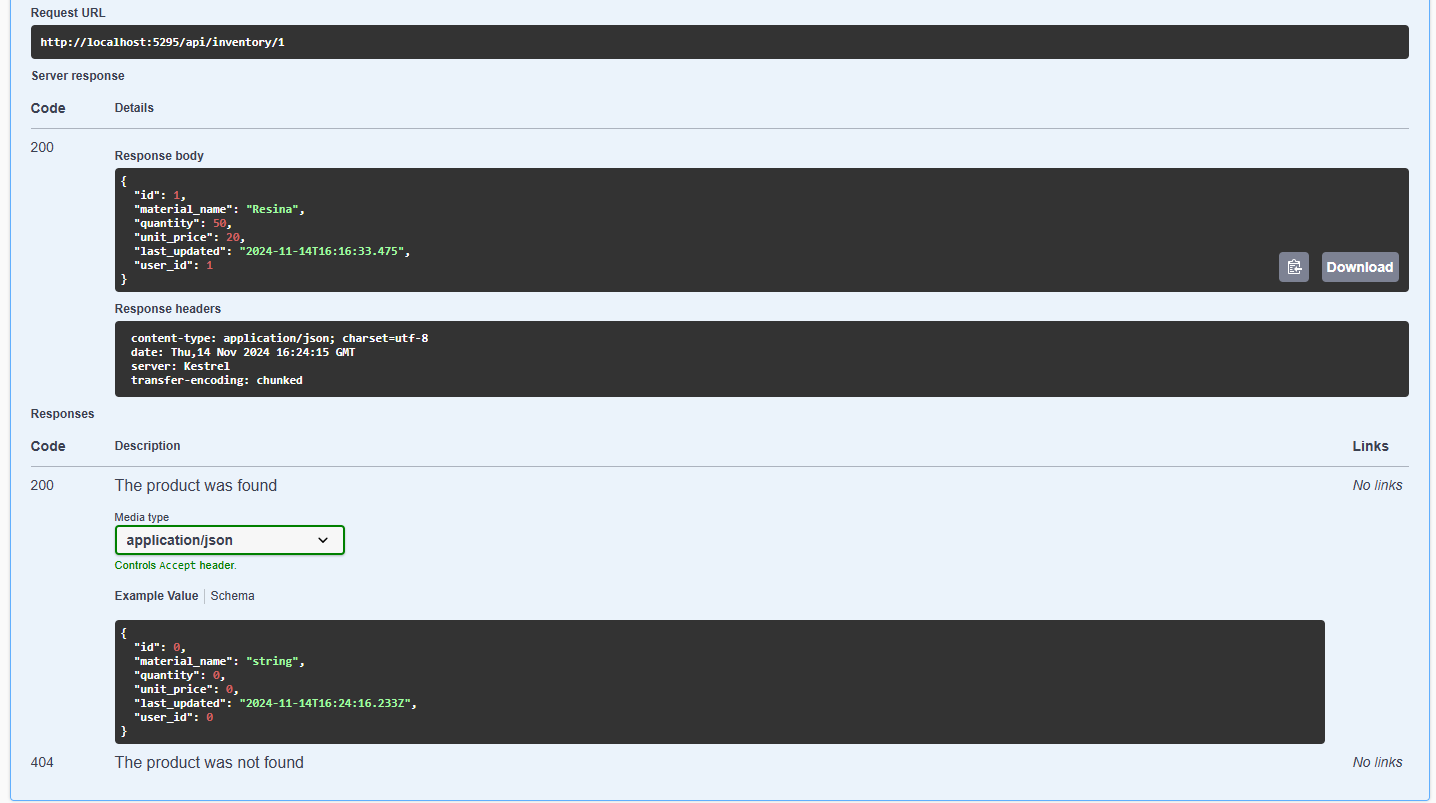 Request URL
http://localhost:5295/api/inventory/1
Server response
Code Details
200
Response body
{
  "id": 1,
  "material_name": "Resina",
  "quantity": 50,
  "unit_price": 20,
  "last_updated": "2024-11-14T16:16:33.475",
  "user_id": 1
}
Download
Response headers
content-type: application/json; charset=utf-8
date: Thu,14 Nov 2024 16:24:15 GMT
server: Kestrel
transfer-encoding: chunked
Responses
Code Description Links
200 The product was found No links
Media type
application/json
Controls Accept header.
Example Value Schema
{
  "id": 0,
  "material_name": "string",
  "quantity": 0,
  "unit_price": 0,
  "last_updated": "2024-11-14T16:24:16.233Z",
  "user_id": 0
}
404 The product was not found No links